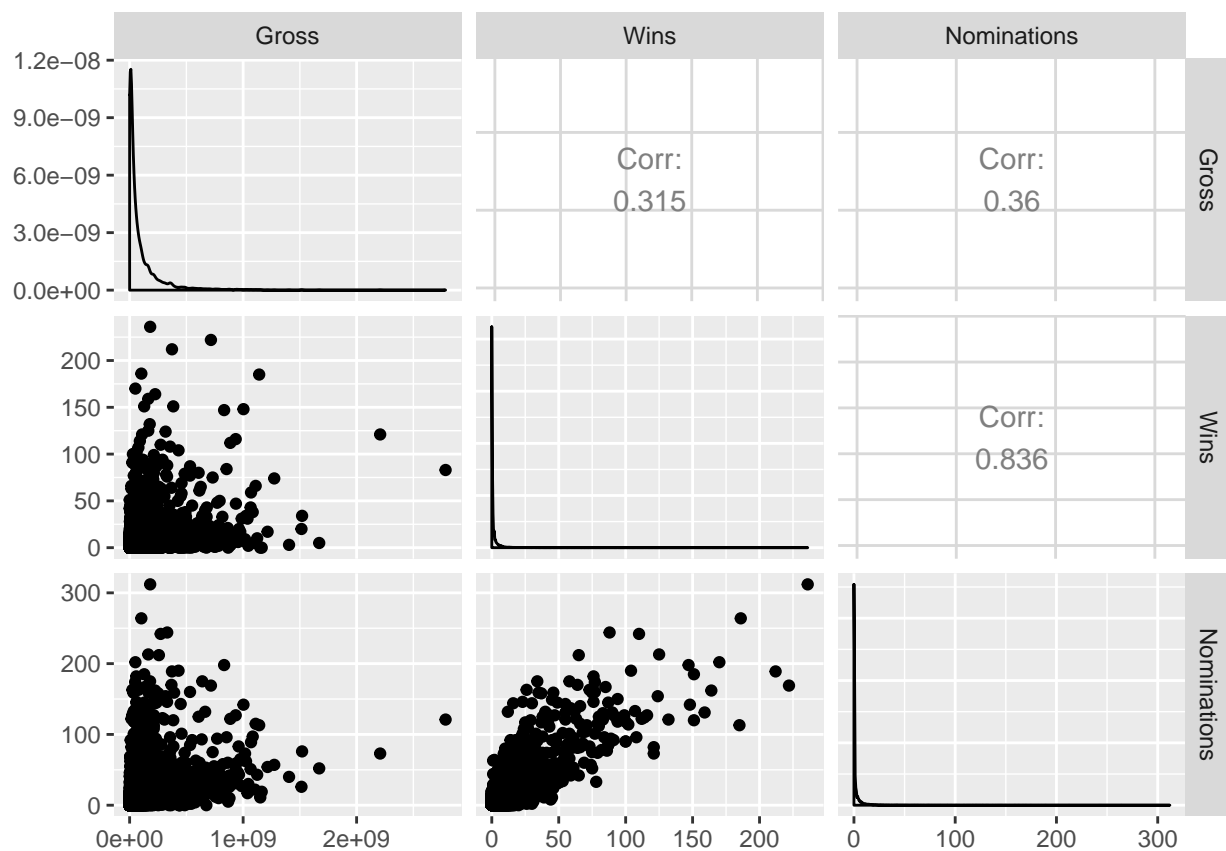 Gross Wins Nominations
1.2e−08
9.0e−09
6.0e−09
3.0e−09
0.0e+00
Corr:
0.315
Corr:
0.36
Gross
200
150
100
50
0
Corr:
0.836
Wins
300
200
100
0
Nominations
0e+00 1e+09 2e+09 0 50 100 150 200 0 100 200 300